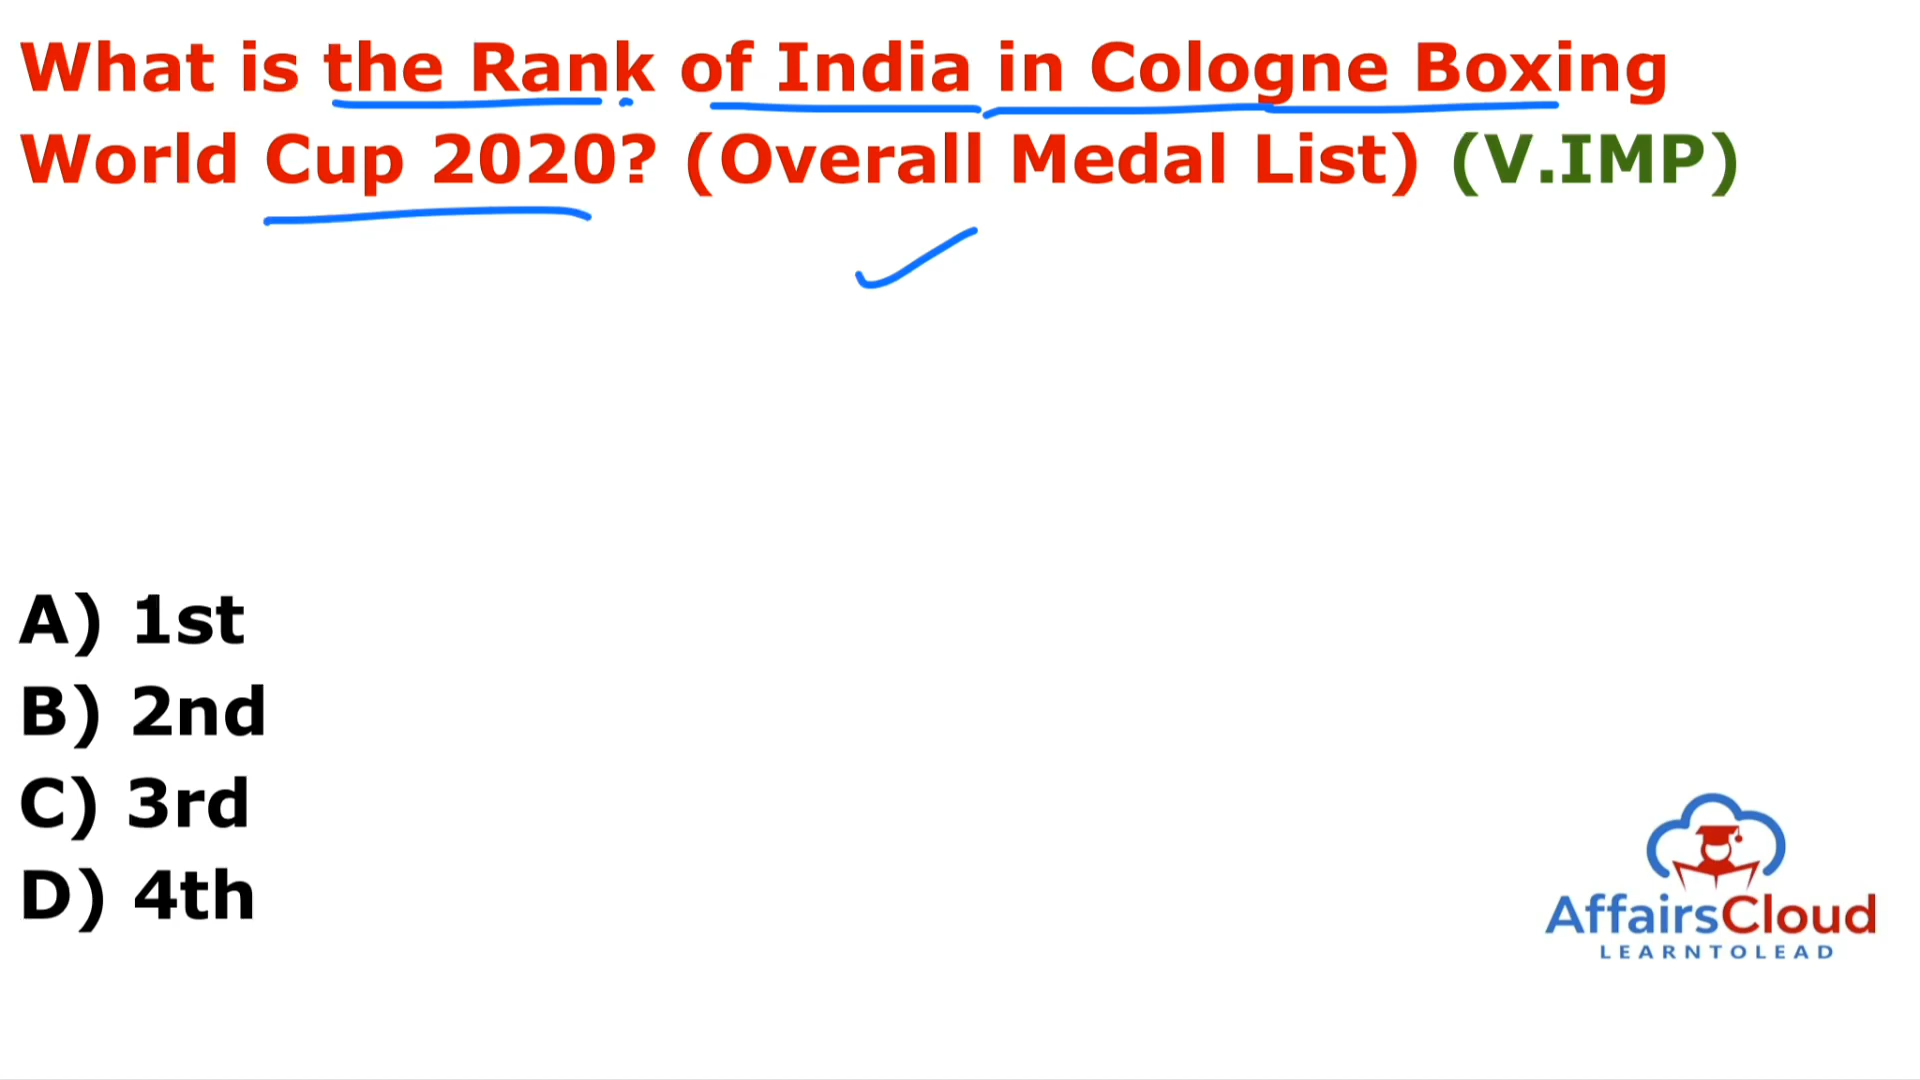 What is the Rank of India in Cologne Boxing
World Cup 2020? (Overall Medal List) (V.IMP)
A) 1st
B) 2nd
C) 3rd
D) 4th
AffairsCloud
LEARNTOLEAD